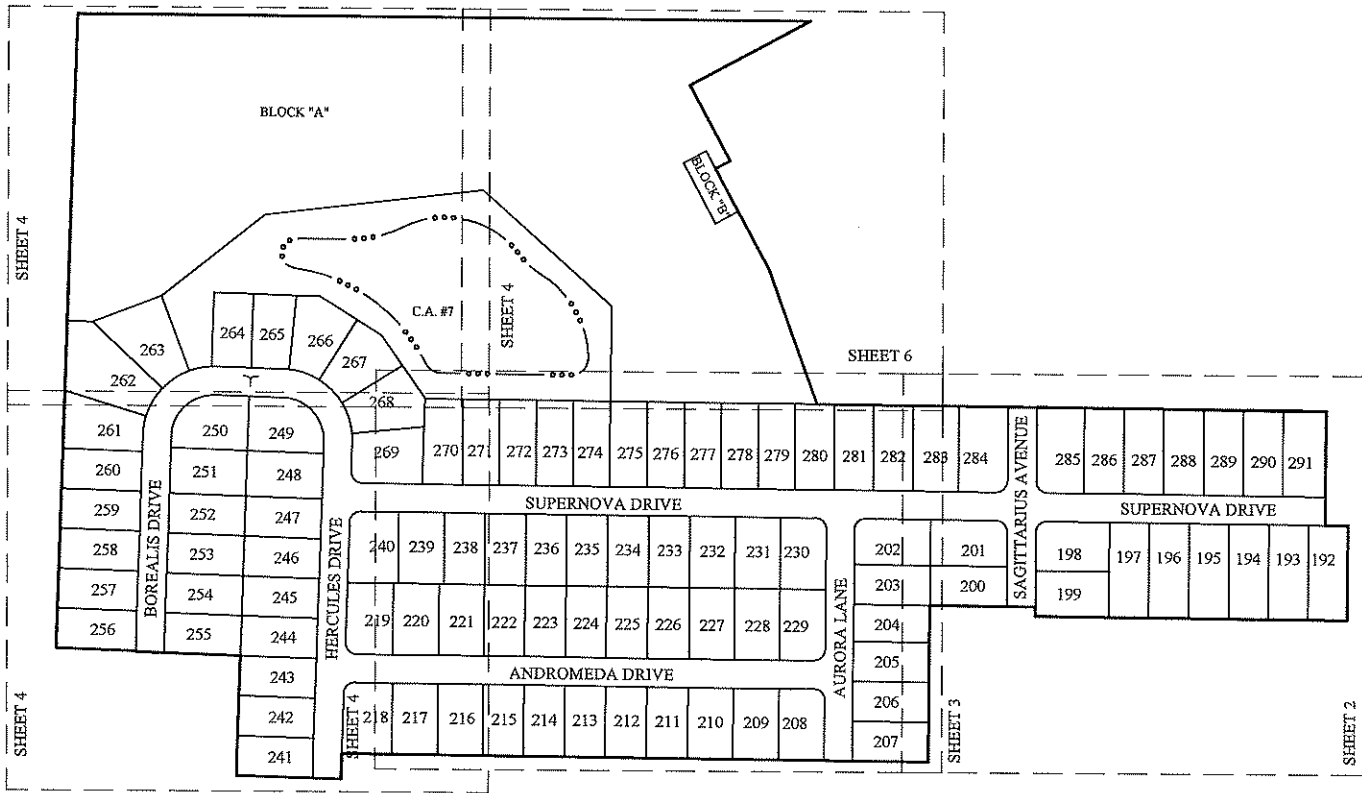 BLOCK "A"
BLOCK "B"
SHEET 4
C.A. #7
SHEET 4
SHEET 6
264 265 266 267
263
262
268
261 250 249 269 270 271 272 273 274 275 276 277 278 279 280 281 282 283 284 SAGITTARIUS AVENUE 285 286 287 288 289 290 291
260 251 248
SUPERNOVA DRIVE
SUPERNOVA DRIVE
259 252 247
BOREALIS DRIVE
HERCULES DRIVE
258 253 246 240 239 238 237 236 235 234 233 232 231 230 202 201 198 197 196 195 194 193 192
257 254 245 203 200 199
256 255 244 219 220 221 222 223 224 225 226 227 228 229 204
AURORA LANE
243
ANDROMEDA DRIVE
205
242 218 217 216 215 214 213 212 211 210 209 208 206
241 207
SHEET 4
SHEET 4
SHEET 3
SHEET 2